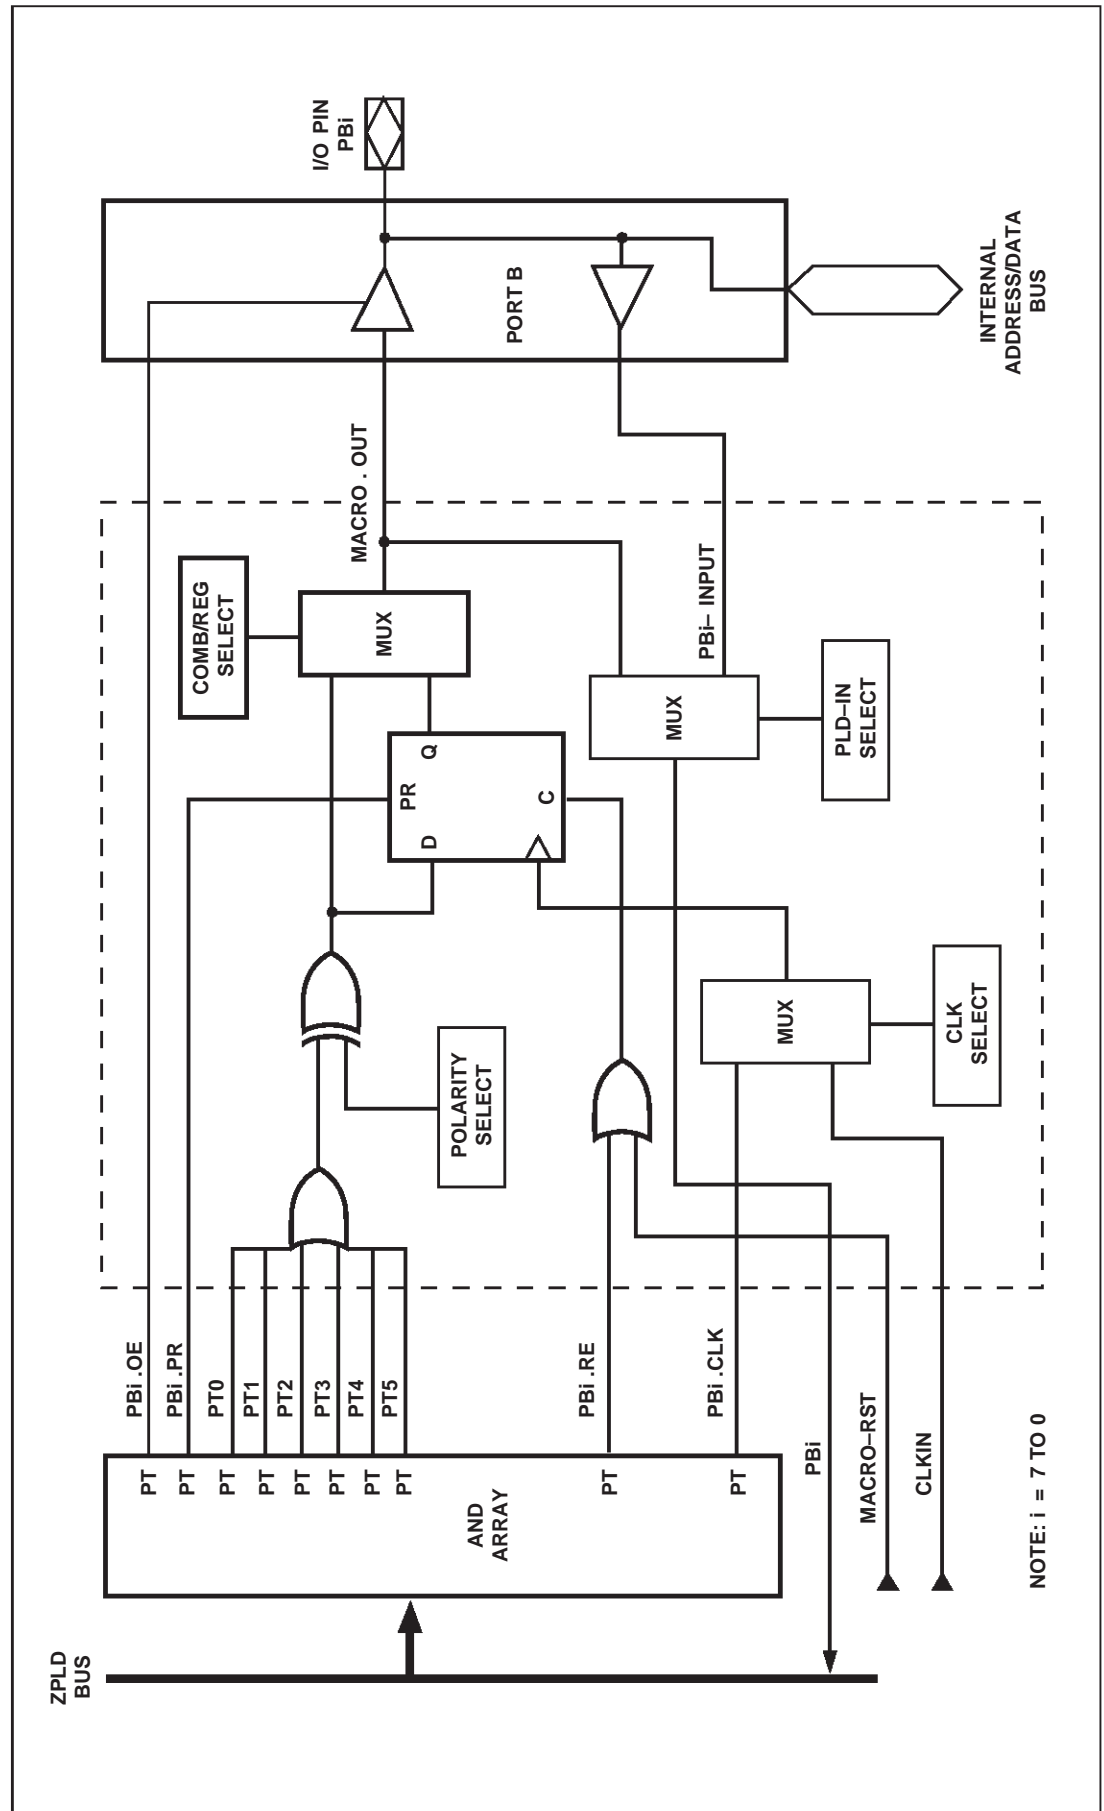 ZPLD
BUS
AND
ARRAY
PT
PT
PT
PT
PT
PT
PT
PT
PT
PT
PBi .OE
PBi .PR
PT0
PT1
PT2
PT3
PT4
PT5
PBi .RE
PBi .CLK
PBi
MACRO–RST
CLKIN
NOTE: i = 7 TO 0
POLARITY
SELECT
MUX
CLK
SELECT
D
PR
Q
C
COMB/REG
SELECT
MUX
MUX
PLD–IN
SELECT
MACRO . OUT
PBi– INPUT
PORT B
I/O PIN
PBi
INTERNAL
ADDRESS/DATA
BUS